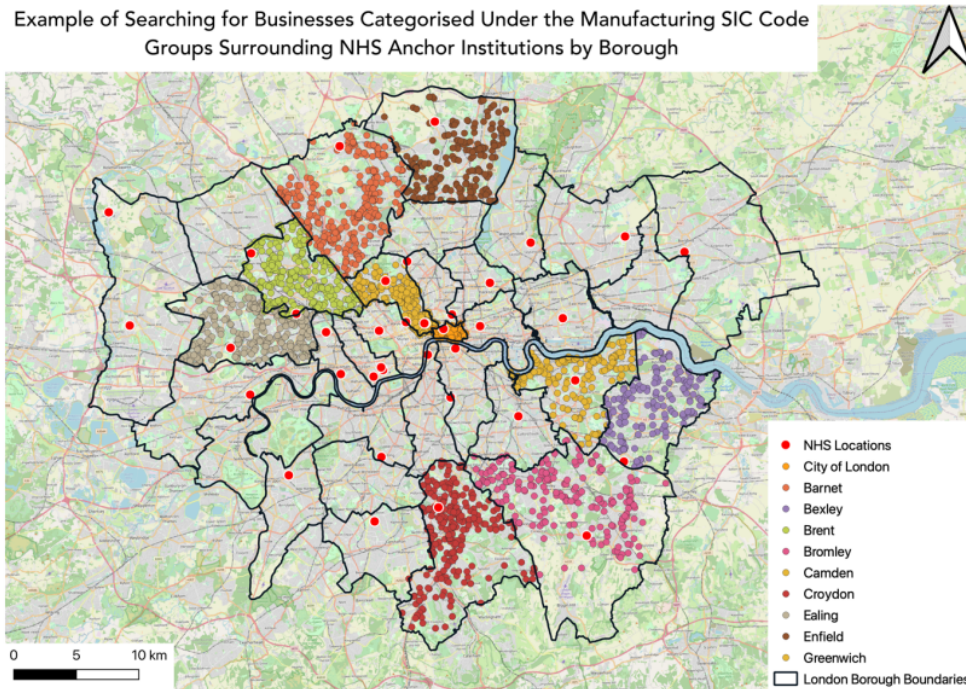 Example of Searching for Businesses Categorised Under the Manufacturing SIC Code
Groups Surrounding NHS Anchor Institutions by Borough
NHS Locations
City of London
Barnet
Bexley
Brent
Bromley
Camden
Croydon
Ealing
Enfield
Greenwich
London Borough Boundaries
0 5 10 km